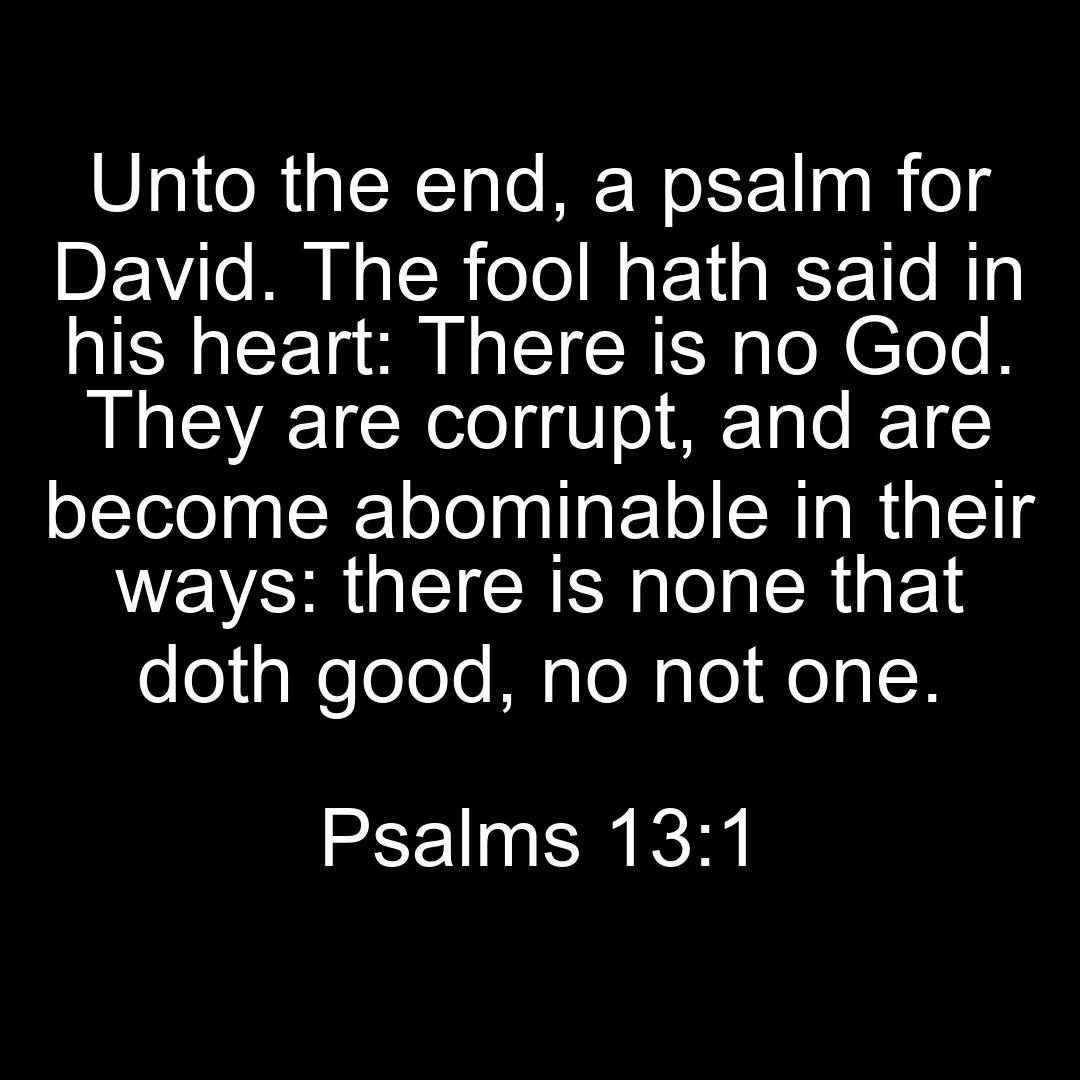 Unto the end, a psalm for
David. The fool hath said in
his heart: There is no God.
They are corrupt, and are
become abominable in their
ways: there is none that
doth good, no not one.
Psalms 13:1